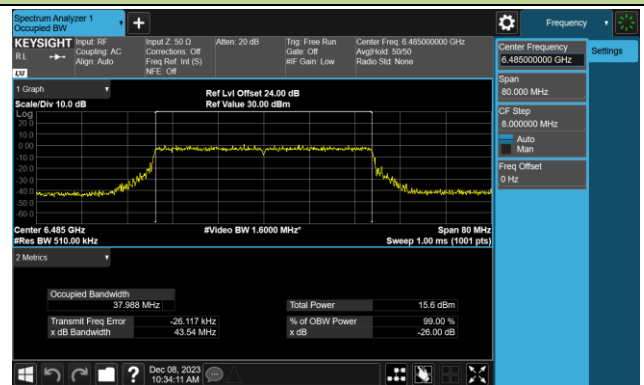 Spectrum Analyzer 1
Occupied BW
+
Frequency
KEYSIGHT Input: RF Input Z: 50 Ω Atten: 20 dB Trig: Free Run Center Freq: 6.485000000 GHz
RL Coupling: AC Corrections: Off Gate: Off Avg|Hold: 50/50
Align: Auto Freq Ref: Int (S) #IF Gain: Low Radio Std: None
NFE: Off
LXI
Center Frequency
6.485000000 GHz
Settings
Span
80.000 MHz
CF Step
8.000000 MHz
Auto
Man
Freq Offset
0 Hz
1 Graph
Ref Lvl Offset 24.00 dB
Scale/Div 10.0 dB Ref Value 30.00 dBm
Log
20.0
10.0
0.00
-10.0
-20.0
-30.0
-40.0
-50.0
-60.0
Center 6.485 GHz #Video BW 1.6000 MHz* Span 80 MHz
#Res BW 510.00 kHz Sweep 1.00 ms (1001 pts)
2 Metrics
Occupied Bandwidth
37.988 MHz Total Power 15.6 dBm
Transmit Freq Error -26.117 kHz % of OBW Power 99.00 %
x dB Bandwidth 43.54 MHz x dB -26.00 dB
?
Dec 08, 2023
10:34:11 AM